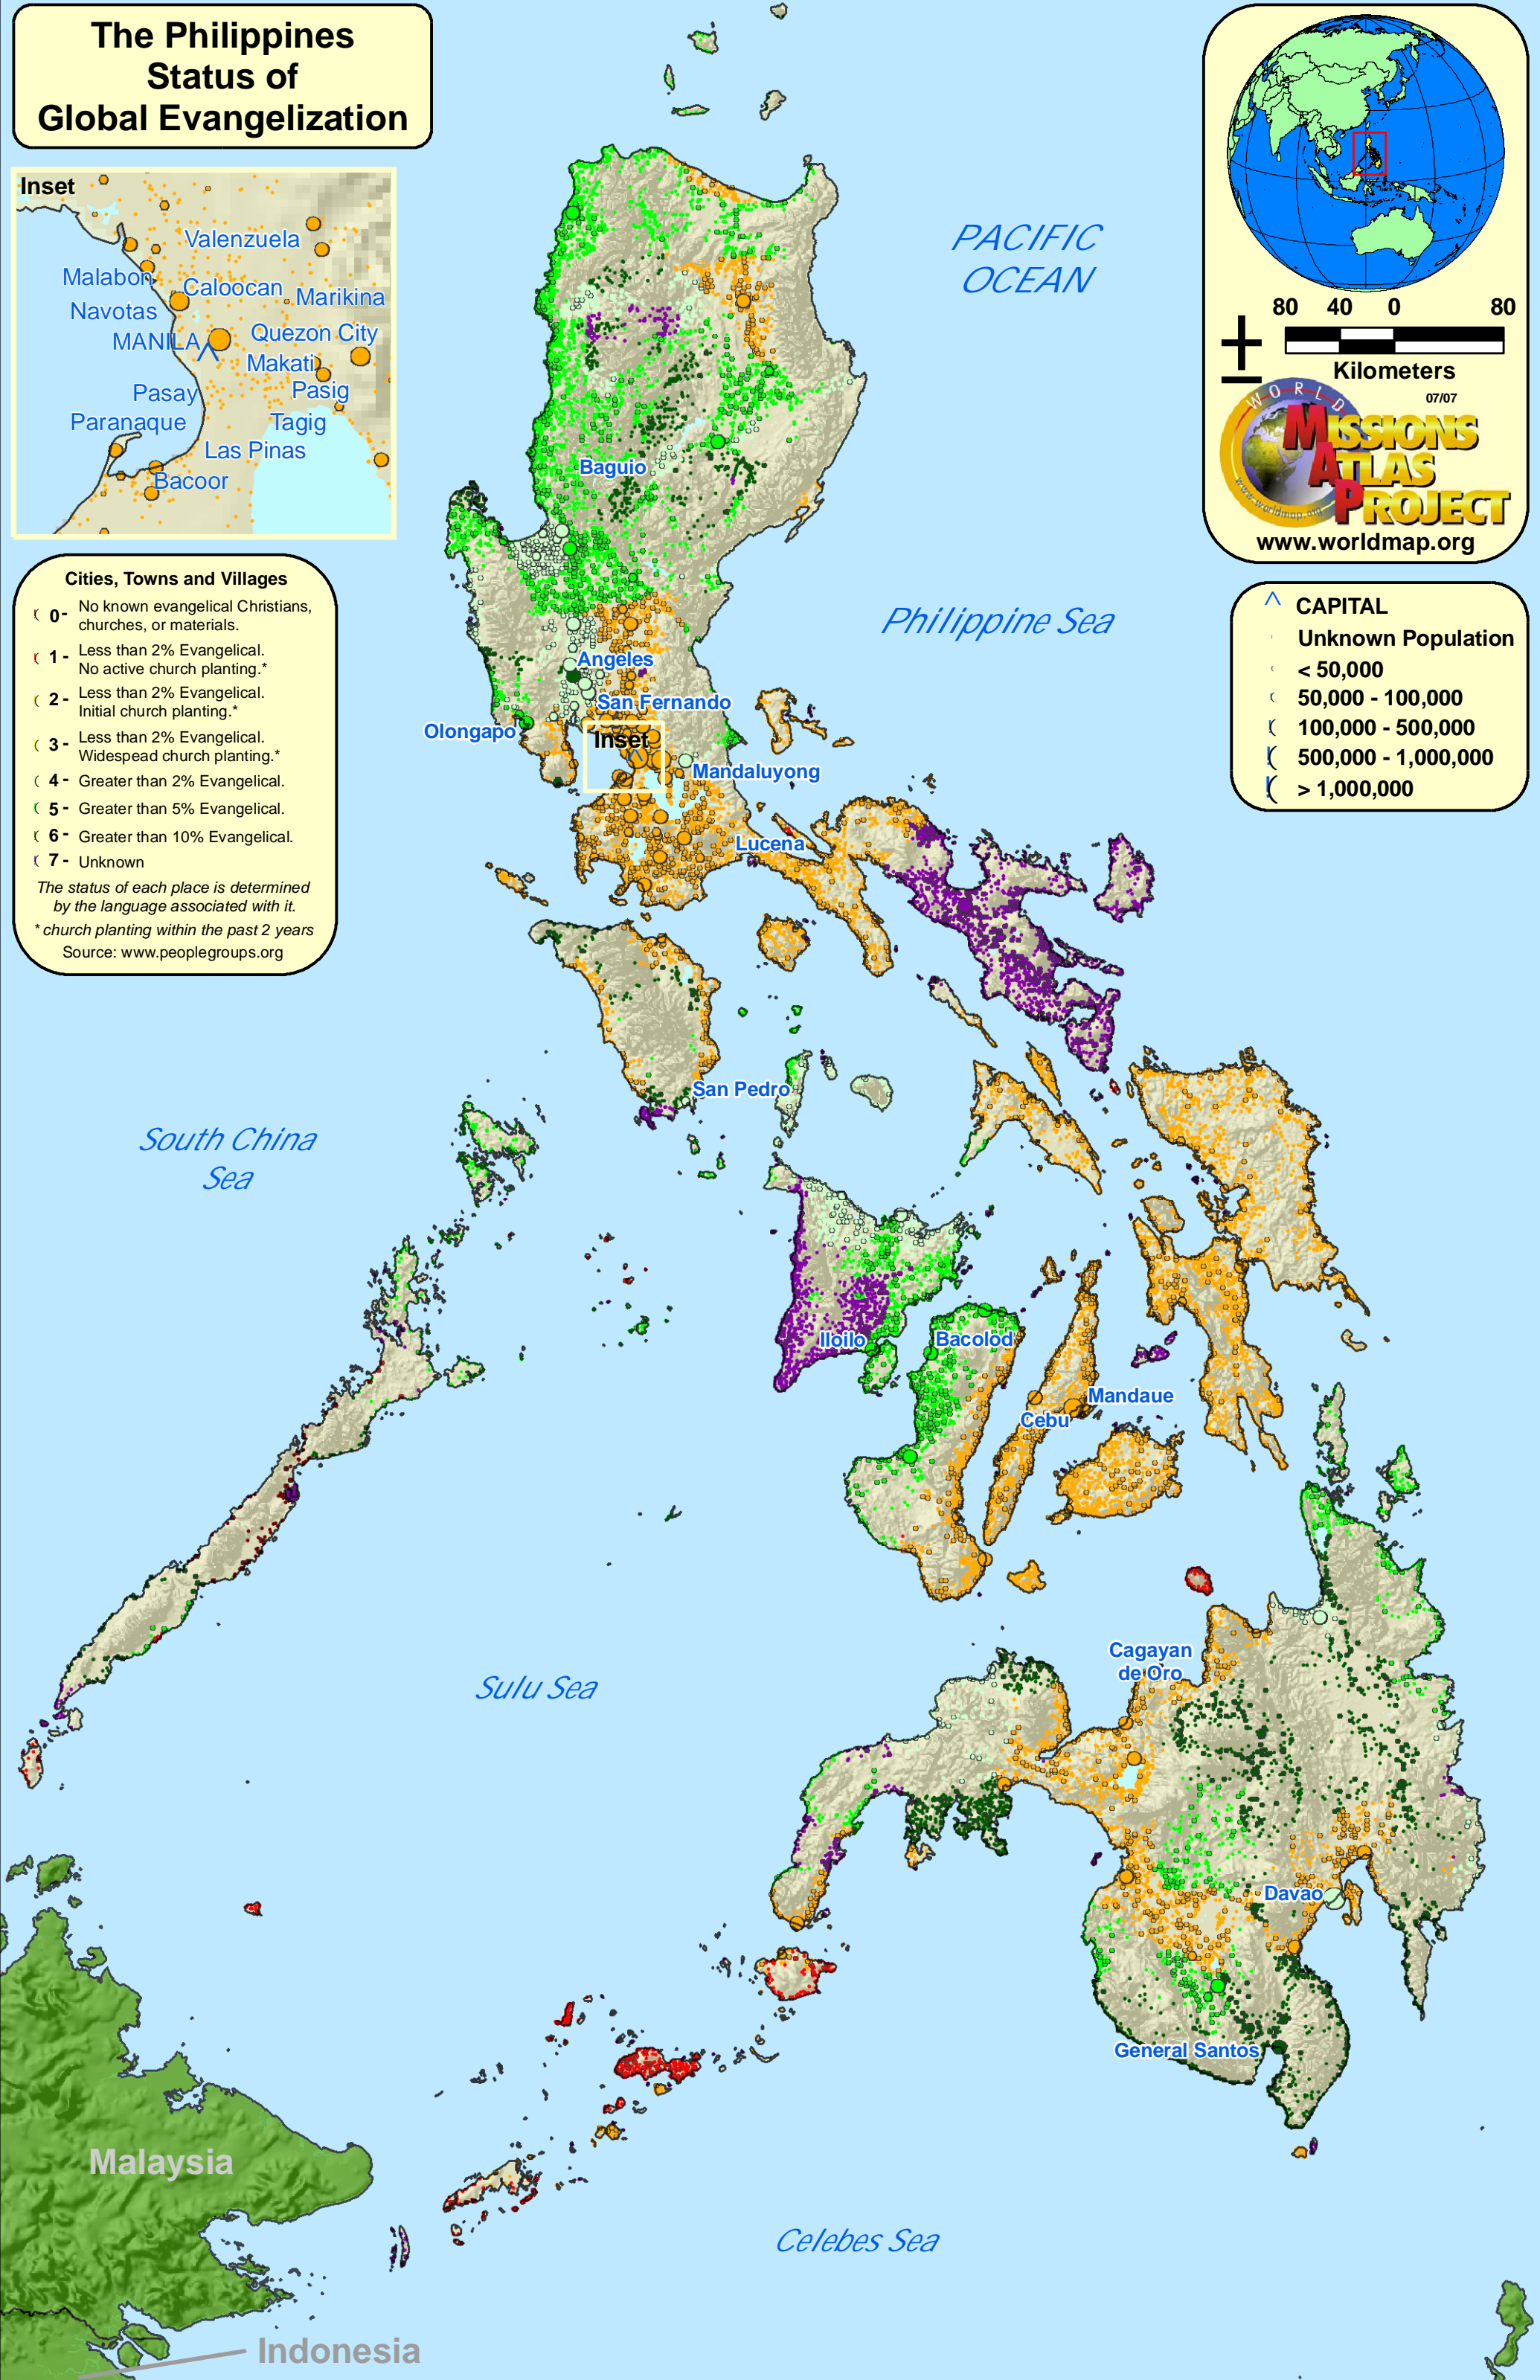 The Philippines
Status of
Global Evangelization
Inset
Valenzuela
Malabon
Caloocan
Marikina
Navotas
MANILA
Quezon City
Makati
Pasay
Pasig
Paranaque
Tagig
Las Pinas
Bacoor
Cities, Towns and Villages
0- No known evangelical Christians,
churches, or materials.
1- Less than 2% Evangelical.
No active church planting.*
2- Less than 2% Evangelical.
Initial church planting.*
3- Less than 2% Evangelical.
Widespread church planting.*
4- Greater than 2% Evangelical.
5- Greater than 5% Evangelical.
6- Greater than 10% Evangelical.
7- Unknown
The status of each place is determined
by the language associated with it.
* church planting within the past 2 years
Source: www.peoplegroups.org
80 40 0 80
Kilometers
07/07
WORLD
MISSIONS
ATLAS
PROJECT
www.worldmap.org
www.worldmap.org
CAPITAL
Unknown Population
< 50,000
50,000 - 100,000
100,000 - 500,000
500,000 - 1,000,000
> 1,000,000
PACIFIC
OCEAN
Philippine Sea
Baguio
Angeles
San Fernando
Olongapo
Inset
Mandaluyong
Lucena
San Pedro
South China
Sea
Iloilo
Bacolod
Mandaue
Cebu
Cagayan
de Oro
Sulu Sea
Davao
General Santos
Malaysia
Celebes Sea
Indonesia